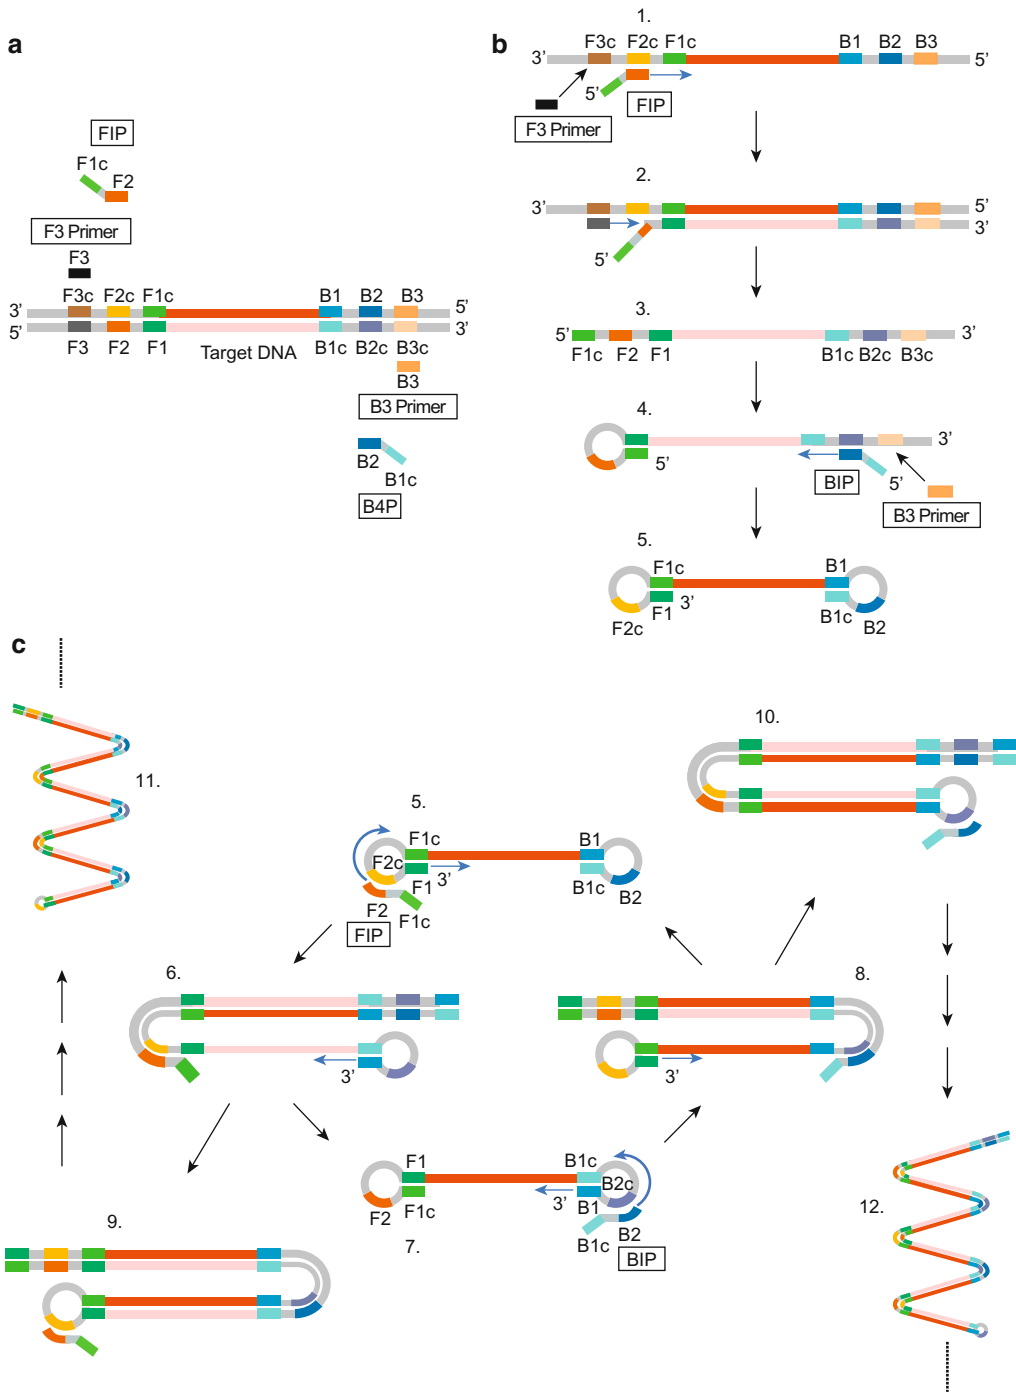 a
FIP
F1c
F2
F3 Primer
F3
F3c F2c F1c B1 B2 B3
3’ 5’
5’ 3’
F3 F2 F1 Target DNA B1c B2c B3c
B3
B3 Primer
B2
B1c
B4P
b
1.
F3c F2c F1c B1 B2 B3
3’ 5’
5’
FIP
F3 Primer
2.
3’ 5’
3’
5’
3.
5’ 3’
F1c F2 F1 B1c B2c B3c
4.
3’
5’
BIP 5’
B3 Primer
5.
F1c B1
3’
F2c F1 B1c B2
c
11.
5.
F1c B1
F2c
3’
F1 B1c B2
F2 F1c
FIP
10.
6.
3’
8.
3’
F1 B1c
B2c
3’
F2 F1c B1
B2
B1c
7.
BIP
9.
12.